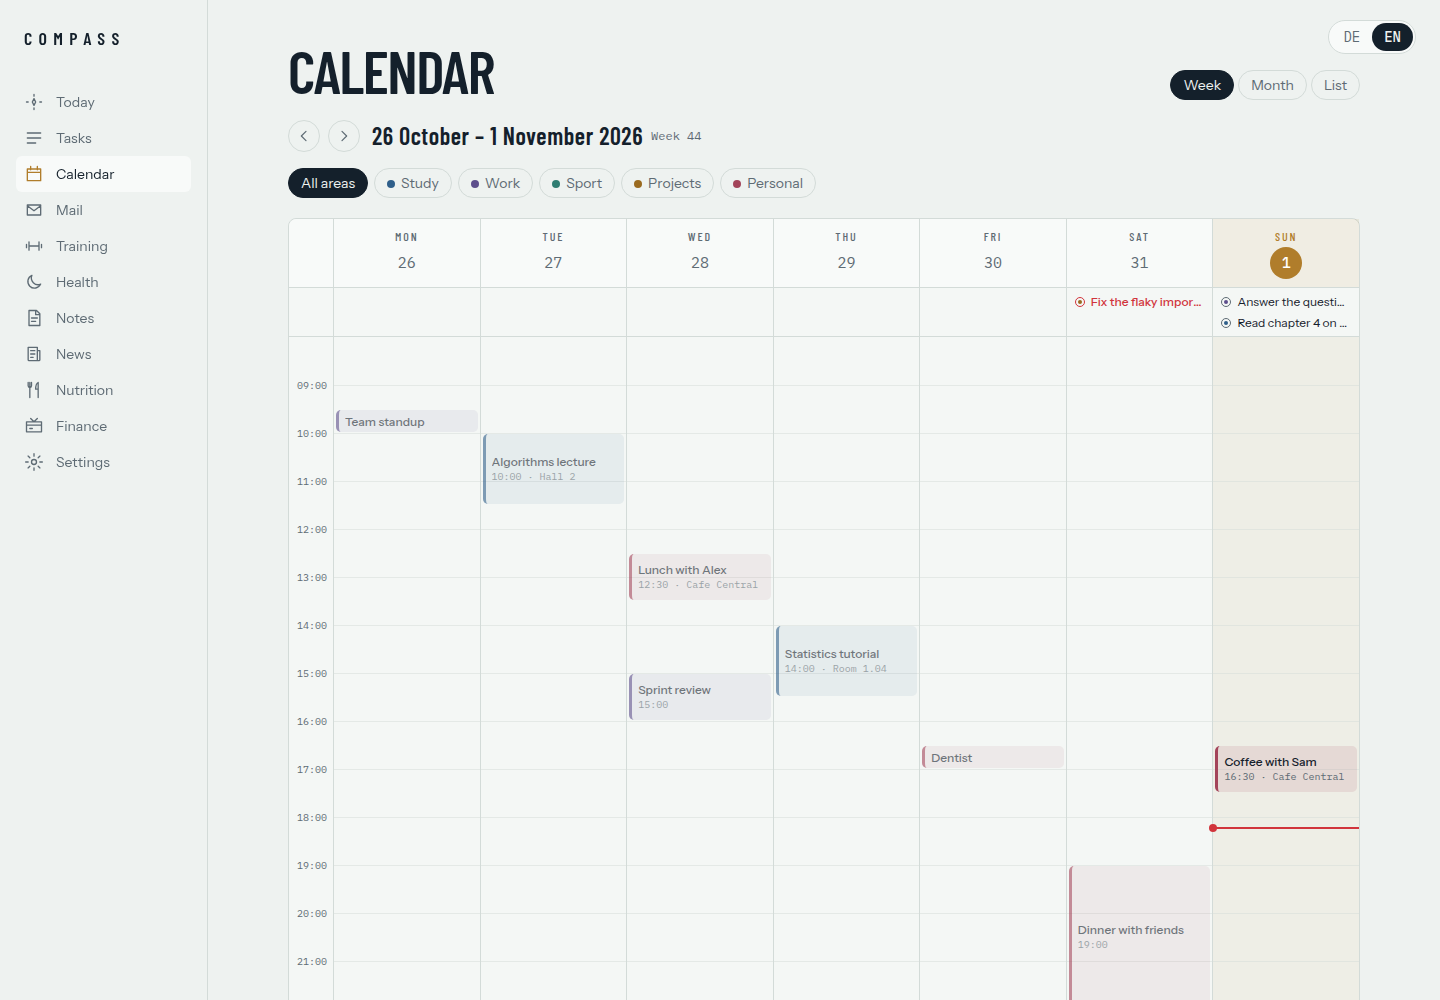 COMPASS
DE EN
Today
Tasks
Calendar
Mail
Training
Health
Notes
News
Nutrition
Finance
Settings
CALENDAR
Week Month List
26 October – 1 November 2026 Week 44
All areas Study Work Sport Projects Personal
MON TUE WED THU FRI SAT SUN
26 27 28 29 30 31 1
Fix the flaky impor… Answer the questi…
Read chapter 4 on …
09:00
Team standup
10:00
Algorithms lecture
10:00 · Hall 2
11:00
12:00
Lunch with Alex
13:00
12:30 · Cafe Central
14:00
Statistics tutorial
14:00 · Room 1.04
15:00
Sprint review
15:00
16:00
Dentist
Coffee with Sam
16:30 · Cafe Central
17:00
18:00
19:00
20:00
Dinner with friends
19:00
21:00